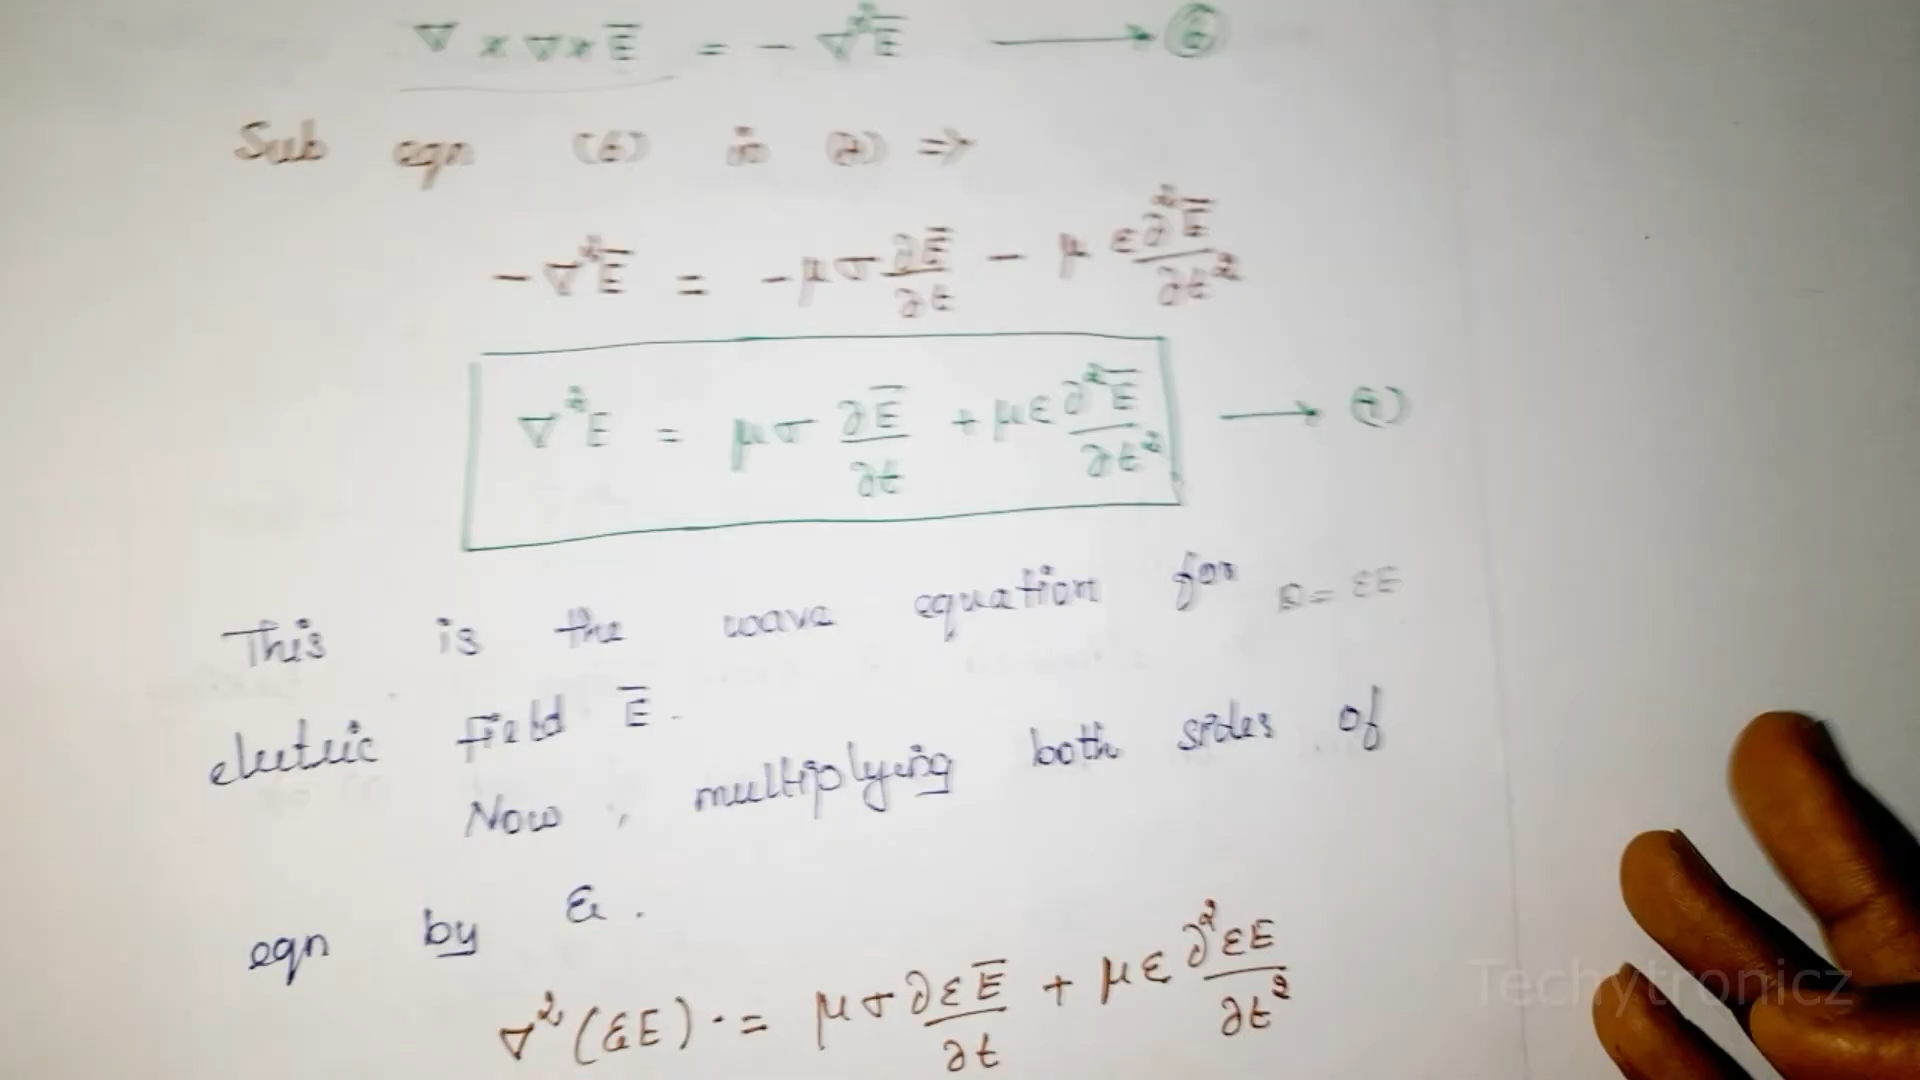 ∇ × ∇ × E̅ = - ∇²E̅ ⟶ ⑥
Sub eqn (6) in (2) ⇒
- ∇²E̅ = - μσ ∂E̅/∂t - μ ε ∂²E̅/∂t²
∇²E = μσ ∂E̅/∂t + με ∂²E̅/∂t² ⟶ (7)
This is the wave equation for
D = εE
electric field E̅.
Now, multiplying both sides of
eqn by ε.
∇²(εE) · = μσ ∂εE̅/∂t + με ∂²εE/∂t²
Techytronicz